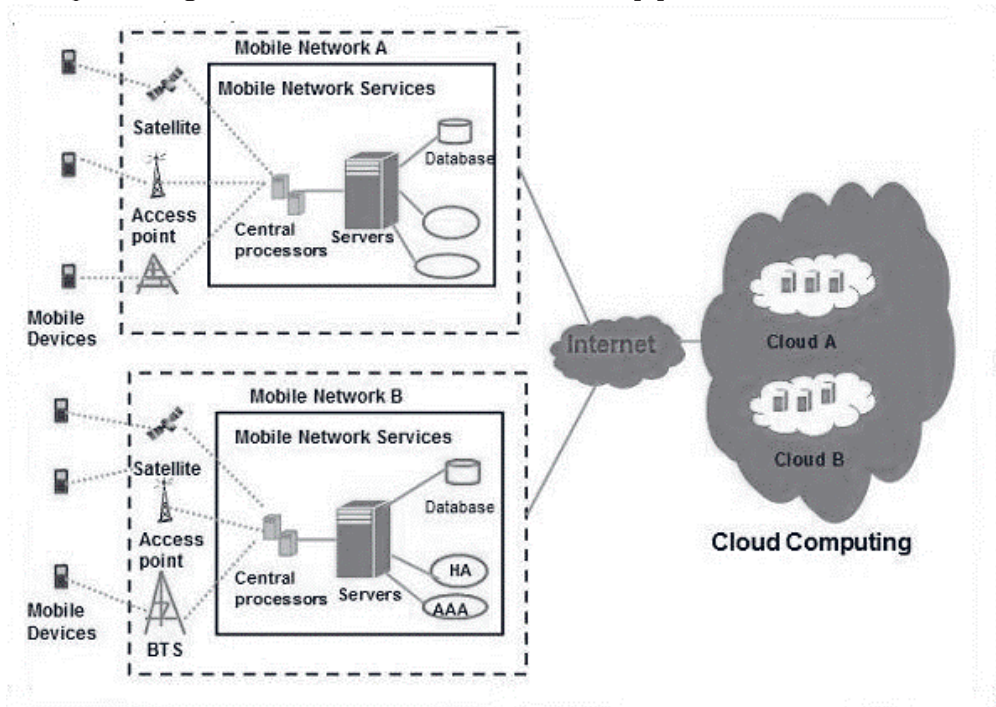 Mobile Network A
Mobile Network Services
Satellite
Database
Access
point
Central
processors
Servers
Mobile
Devices
Internet
Cloud A
Cloud B
Cloud Computing
Mobile Network B
Mobile Network Services
Satellite
Database
Access
point
Central
processors
Servers
HA
AAA
Mobile
Devices
BTS